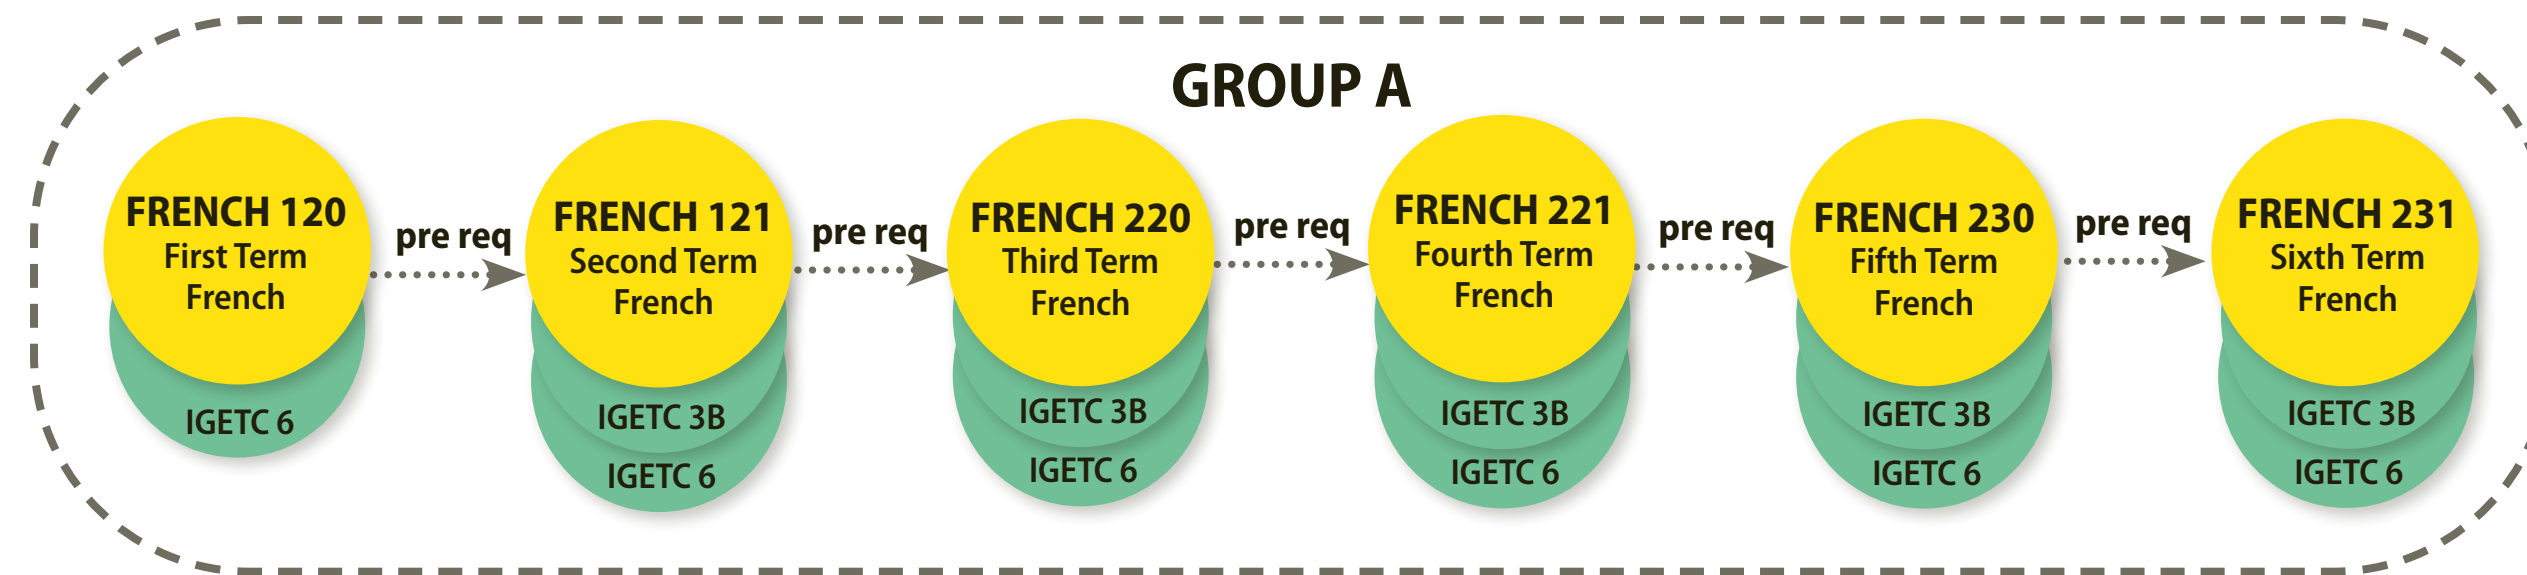 GROUP A
FRENCH 120
First Term
French
IGETC 6
pre req
FRENCH 121
Second Term
French
IGETC 3B
IGETC 6
pre req
FRENCH 220
Third Term
French
IGETC 3B
IGETC 6
pre req
FRENCH 221
Fourth Term
French
IGETC 3B
IGETC 6
pre req
FRENCH 230
Fifth Term
French
IGETC 3B
IGETC 6
pre req
FRENCH 231
Sixth Term
French
IGETC 3B
IGETC 6